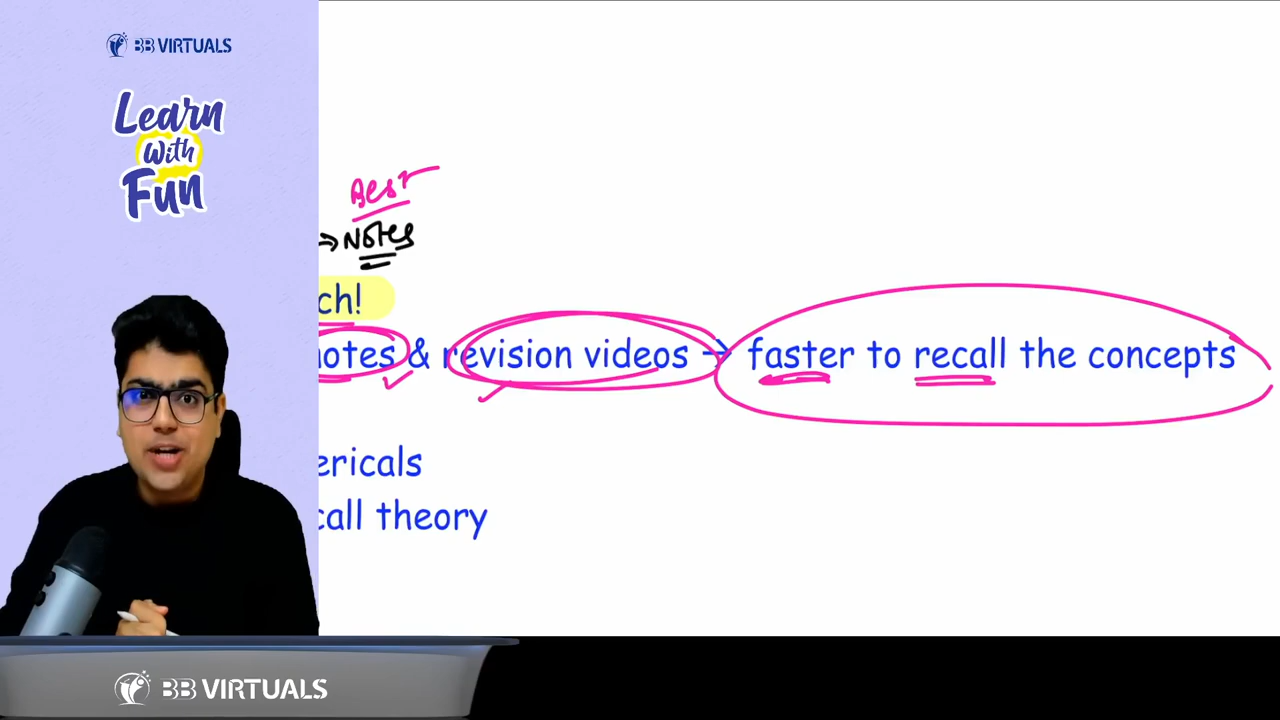 BB VIRTUALS
Learn
With
Fun
Best
⇒ Notes
ch!
notes & revision videos → faster to recall the concepts
ericals
call theory
BB VIRTUALS